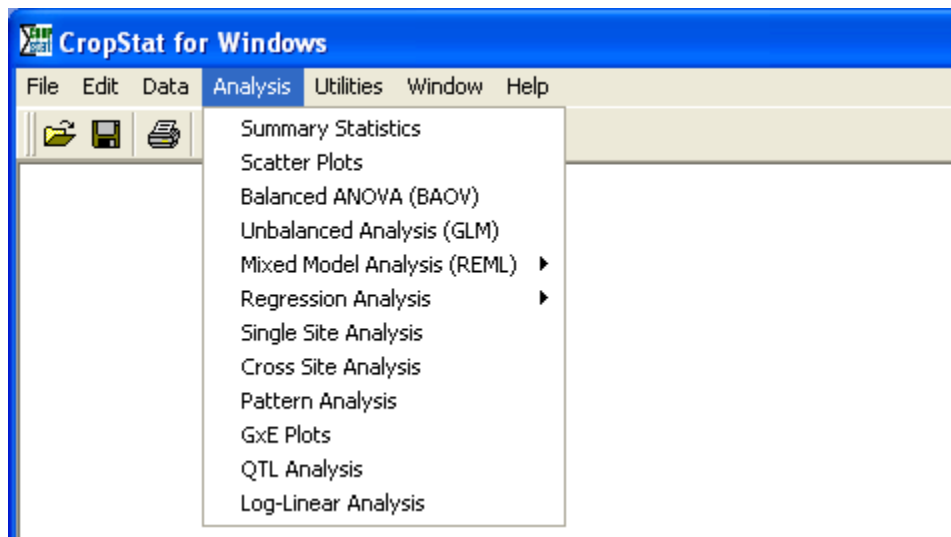 CropStat for Windows
File Edit Data Analysis Utilities Window Help
Summary Statistics
Scatter Plots
Balanced ANOVA (BAOV)
Unbalanced Analysis (GLM)
Mixed Model Analysis (REML)
Regression Analysis
Single Site Analysis
Cross Site Analysis
Pattern Analysis
GxE Plots
QTL Analysis
Log-Linear Analysis